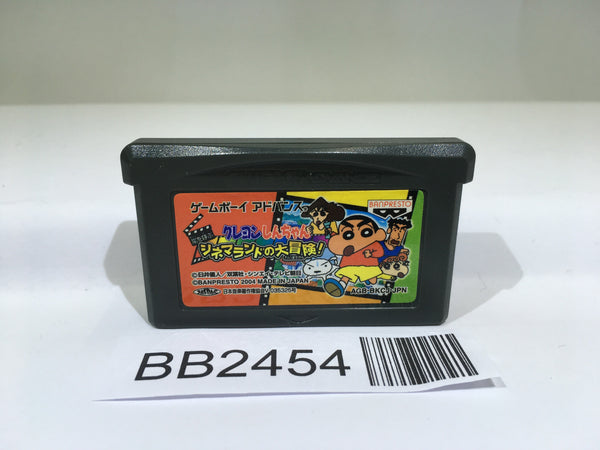 ゲームボーイ アドバンス
BANPRESTO
クレヨンしんちゃん
シネマランドの大冒険!
©臼井儀人/双葉社・シンエイ・テレビ朝日
©BANPRESTO 2004 MADE IN JAPAN
AGB-BKCJ-JPN
BB2454